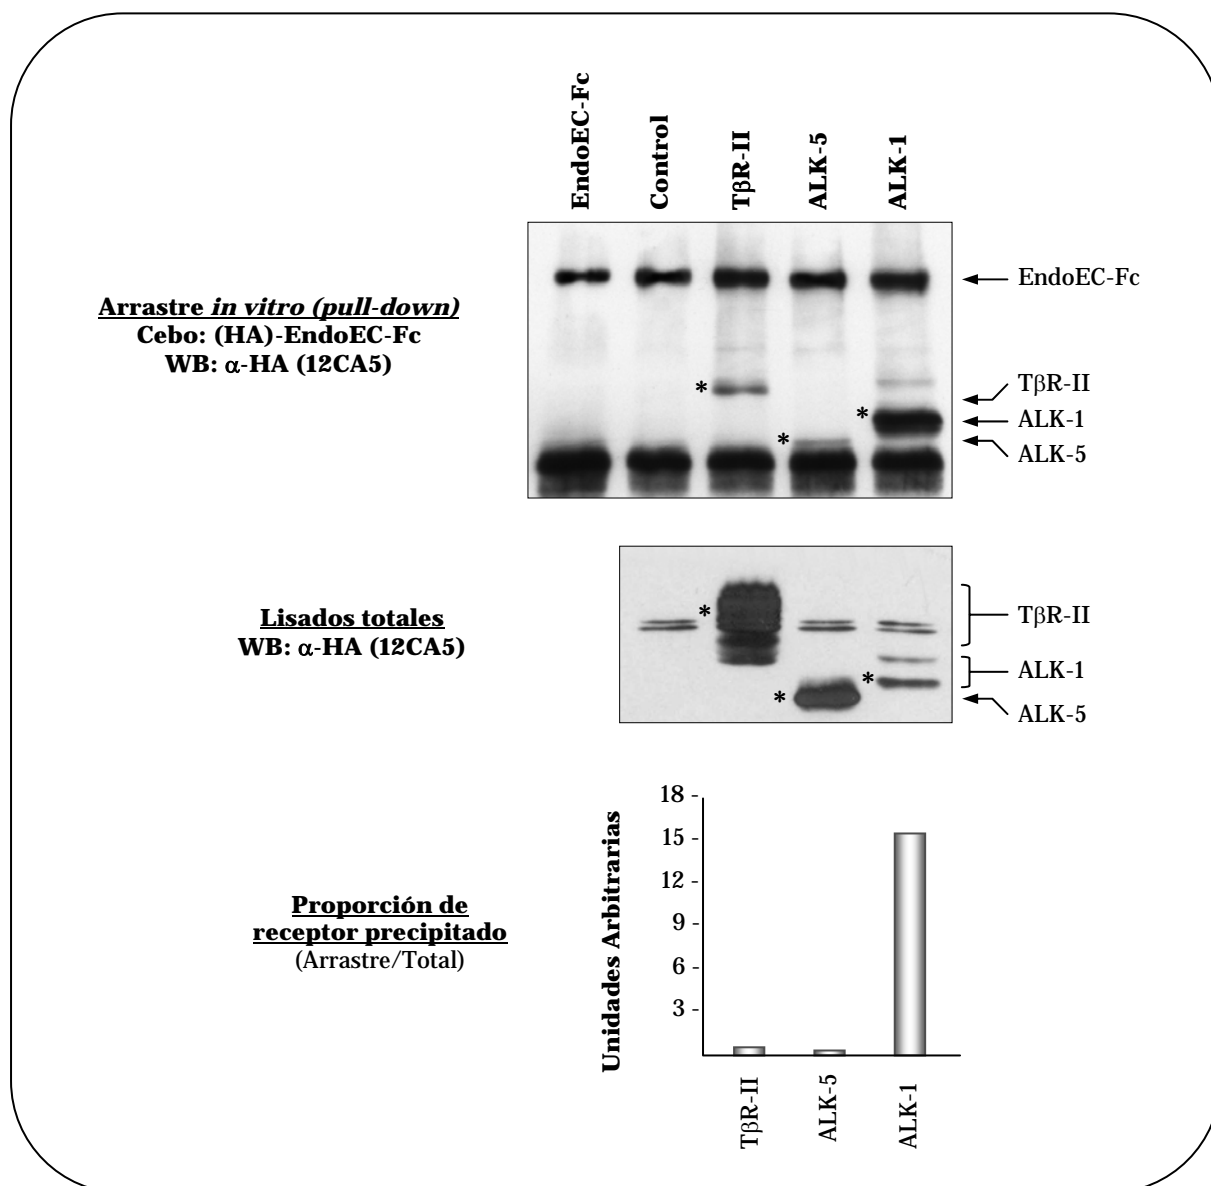 EndoEC-Fc
Control
TβR-II
ALK-5
ALK-1
Arrastre in vitro (pull-down)
Cebo: (HA)-EndoEC-Fc
WB: α-HA (12CA5)
EndoEC-Fc
* TβR-II
* ALK-1
* ALK-5
Lisados totales
WB: α-HA (12CA5)
* TβR-II
* ALK-1
* ALK-5
Proporción de
receptor precipitado
(Arrastre/Total)
Unidades Arbitrarias
18 -
15 -
12 -
9 -
6 -
3 -
TβR-II
ALK-5
ALK-1